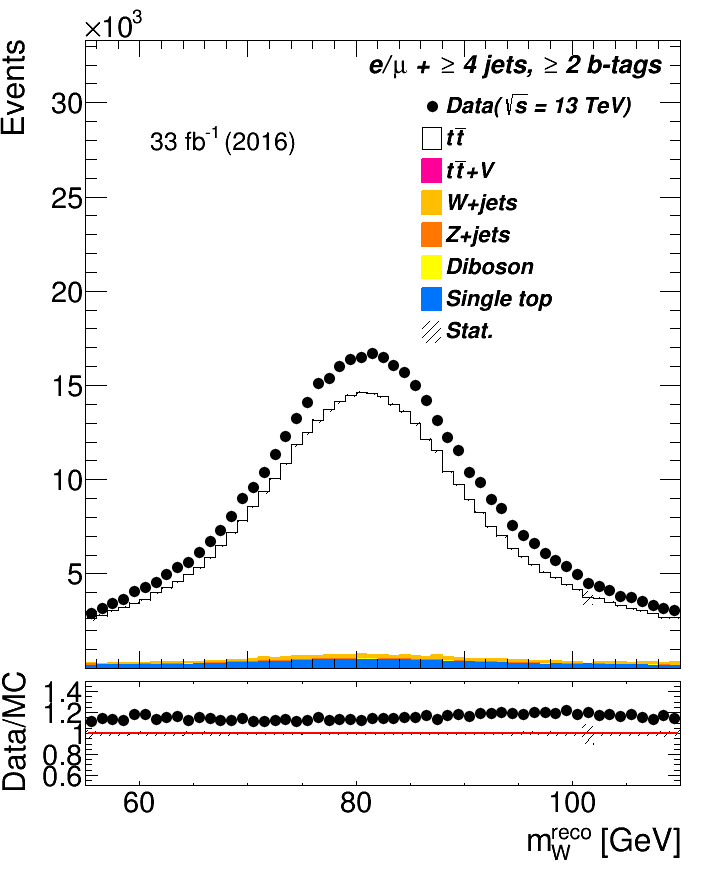 ×10³
Events
e/μ + ≥ 4 jets, ≥ 2 b-tags
33 fb⁻¹ (2016)
Data(√s = 13 TeV)
tt̅
tt̅+V
W+jets
Z+jets
Diboson
Single top
Stat.
30
25
20
15
10
5
Data/MC
1.4
1.2
1
0.8
0.6
60 80 100
m_W^reco [GeV]